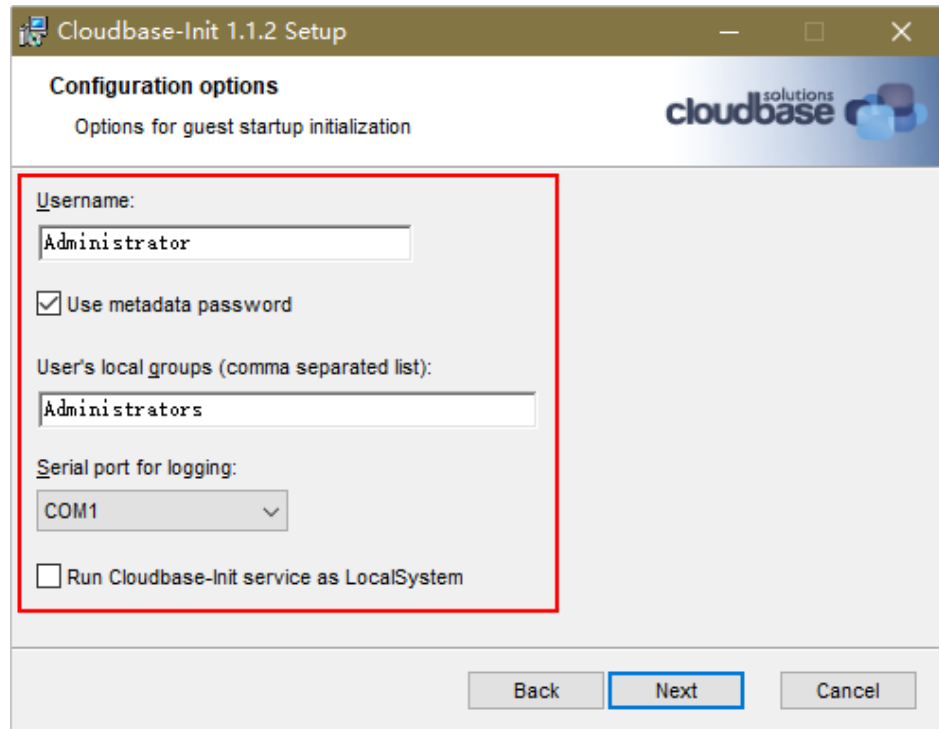 Cloudbase-Init 1.1.2 Setup
Configuration options
Options for guest startup initialization
cloudbase solutions
Username:
Administrator
Use metadata password
User's local groups (comma separated list):
Administrators
Serial port for logging:
COM1
Run Cloudbase-Init service as LocalSystem
Back Next Cancel